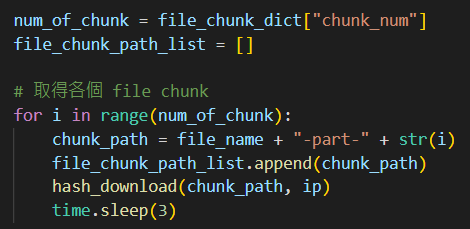 num_of_chunk = file_chunk_dict["chunk_num"]
file_chunk_path_list = []
# 取得各個 file chunk
for i in range(num_of_chunk):
chunk_path = file_name + "-part-" + str(i)
file_chunk_path_list.append(chunk_path)
hash_download(chunk_path, ip)
time.sleep(3)